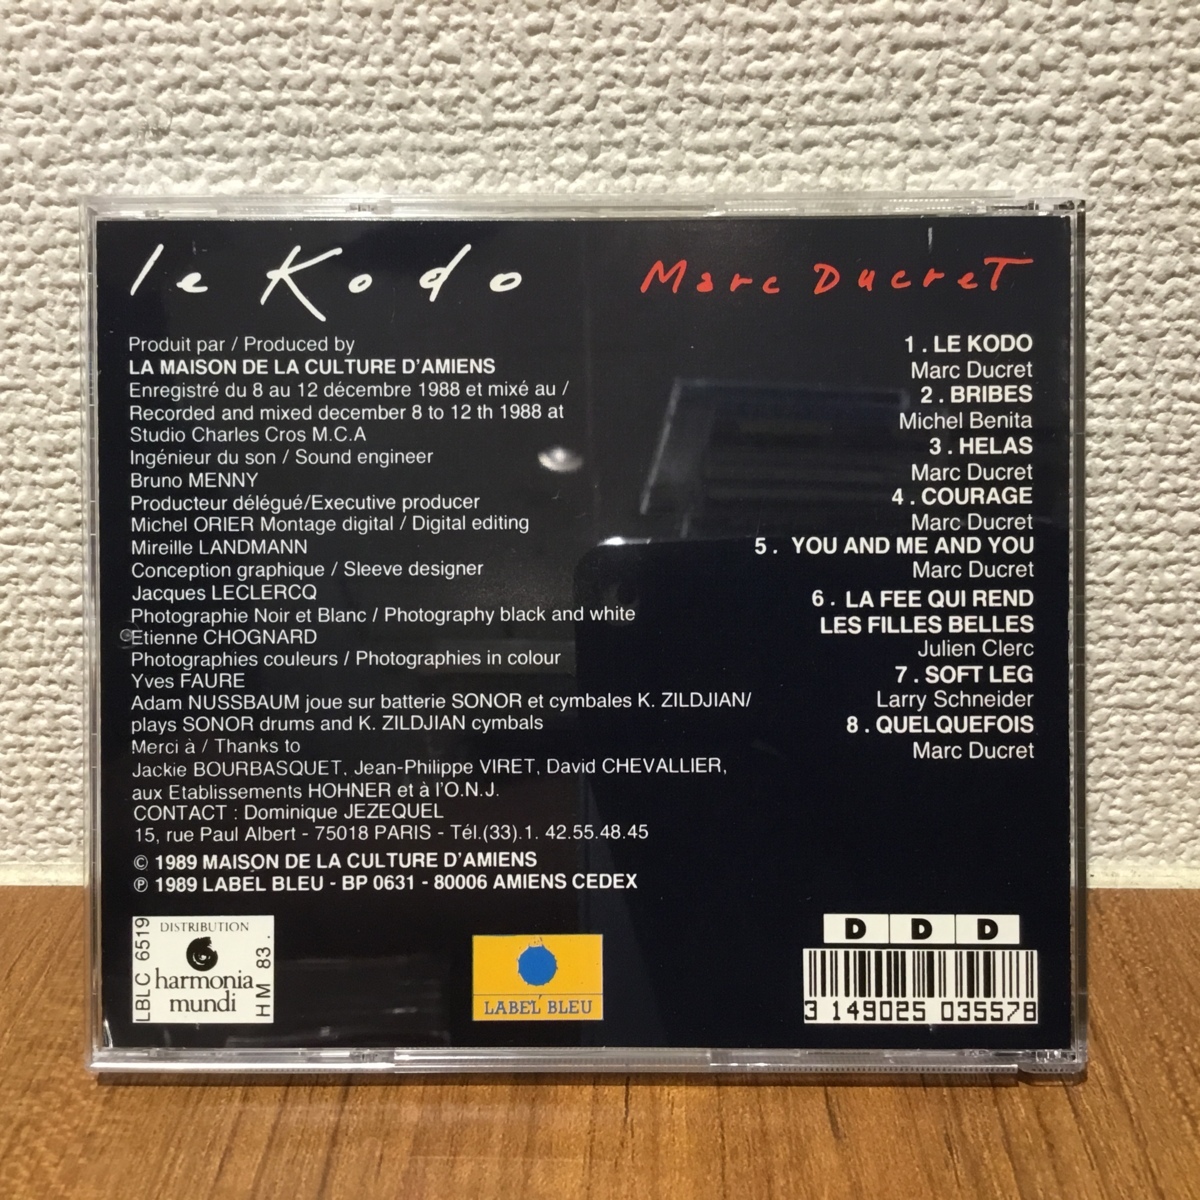 le Kodo
Marc Ducret
Produit par / Produced by
LA MAISON DE LA CULTURE D'AMIENS
Enregistré du 8 au 12 décembre 1988 et mixé au /
Recorded and mixed december 8 to 12 th 1988 at
Studio Charles Cros M.C.A
Ingénieur du son / Sound engineer
Bruno MENNY
Producteur délégué/Executive producer
Michel ORIER Montage digital / Digital editing
Mireille LANDMANN
Conception graphique / Sleeve designer
Jacques LECLERCQ
Photographie Noir et Blanc / Photography black and white
Etienne CHOGNARD
Photographies couleurs / Photographies in colour
Yves FAURE
Adam NUSSBAUM joue sur batterie SONOR et cymbales K. ZILDJIAN/
plays SONOR drums and K. ZILDJIAN cymbals
Merci à / Thanks to
Jackie BOURBASQUET, Jean-Philippe VIRET, David CHEVALLIER,
aux Etablissements HOHNER et à l'O.N.J.
CONTACT : Dominique JEZEQUEL
15, rue Paul Albert - 75018 PARIS - Tél.(33).1. 42.55.48.45
© 1989 MAISON DE LA CULTURE D'AMIENS
℗ 1989 LABEL BLEU - BP 0631 - 80006 AMIENS CEDEX
1 . LE KODO
Marc Ducret
2 . BRIBES
Michel Benita
3 . HELAS
Marc Ducret
4 . COURAGE
Marc Ducret
5 . YOU AND ME AND YOU
Marc Ducret
6 . LA FEE QUI REND
LES FILLES BELLES
Julien Clerc
7 . SOFT LEG
Larry Schneider
8 . QUELQUEFOIS
Marc Ducret
LBLC 6519
DISTRIBUTION
harmonia
mundi
HM 83.
LABEL BLEU
D D D
3 149025 035578